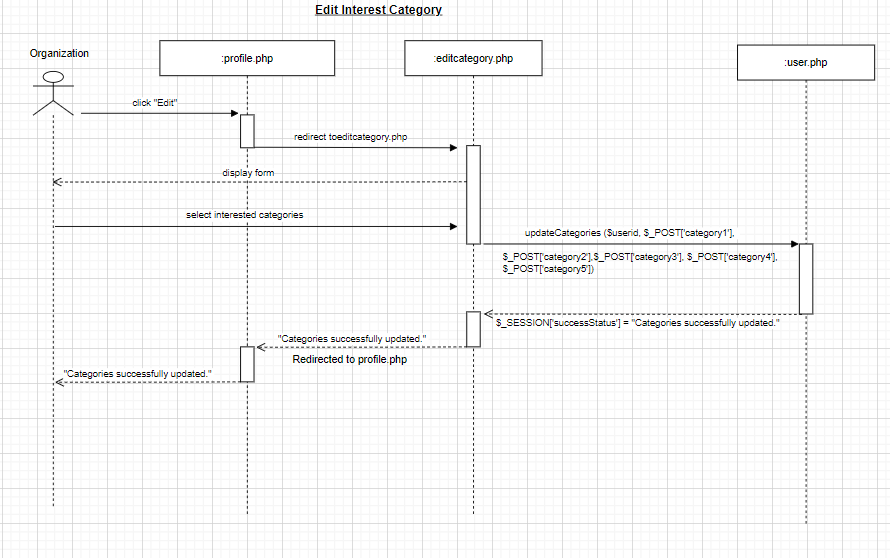 Edit Interest Category
Organization
:profile.php
:editcategory.php
:user.php
click "Edit"
redirect toeditcategory.php
display form
select interested categories
updateCategories ($userid, $_POST['category1'],
$_POST['category2'],$_POST['category3'], $_POST['category4'],
$_POST['category5'])
$_SESSION['successStatus'] = "Categories successfully updated."
"Categories successfully updated."
Redirected to profile.php
"Categories successfully updated."